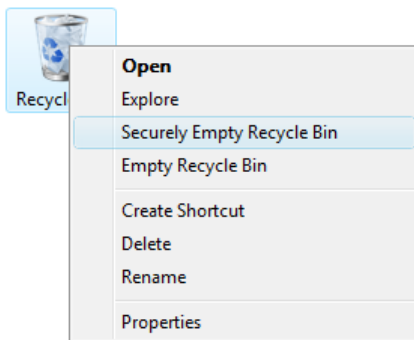 Recycl
Open
Explore
Securely Empty Recycle Bin
Empty Recycle Bin
Create Shortcut
Delete
Rename
Properties